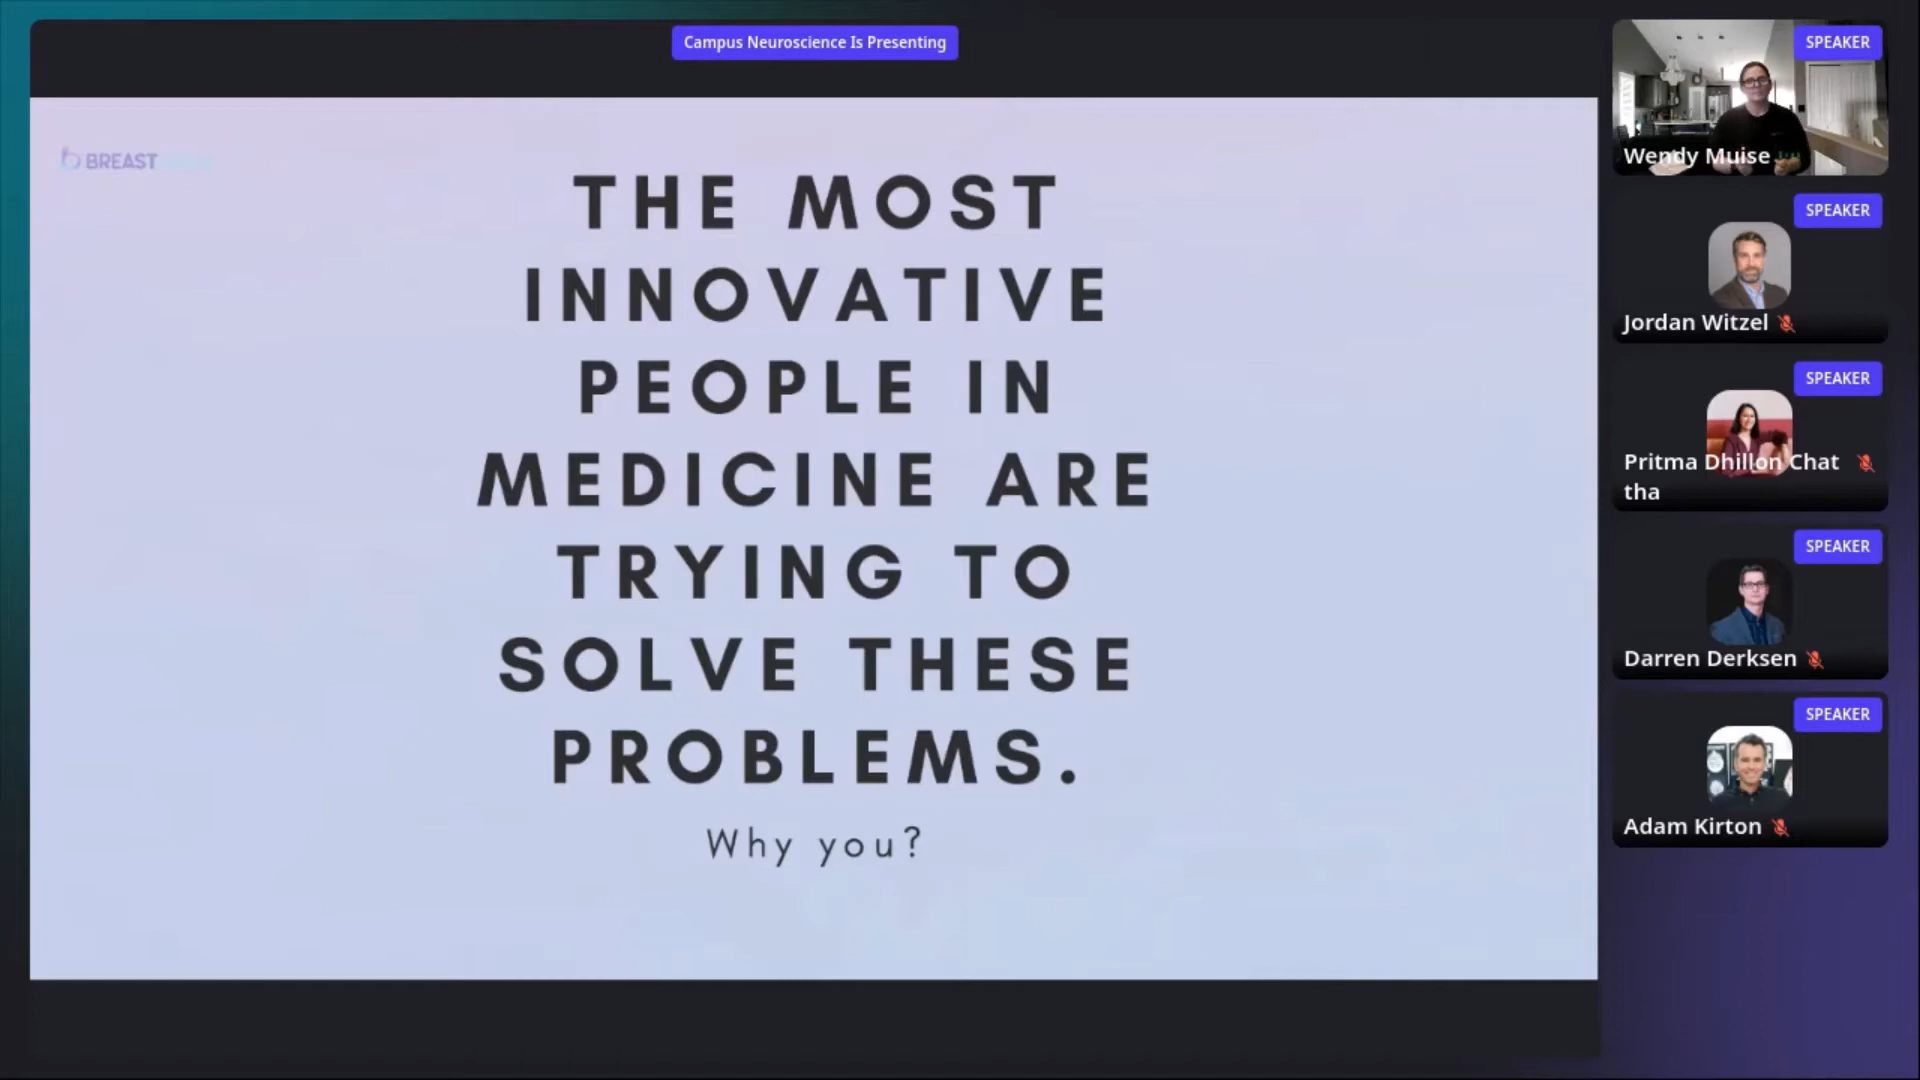 Campus Neuroscience Is Presenting
BREAST
THE MOST
INNOVATIVE
PEOPLE IN
MEDICINE ARE
TRYING TO
SOLVE THESE
PROBLEMS.
Why you?
SPEAKER
Wendy Muise
SPEAKER
Jordan Witzel
SPEAKER
Pritma Dhillon Chat
tha
SPEAKER
Darren Derksen
SPEAKER
Adam Kirton